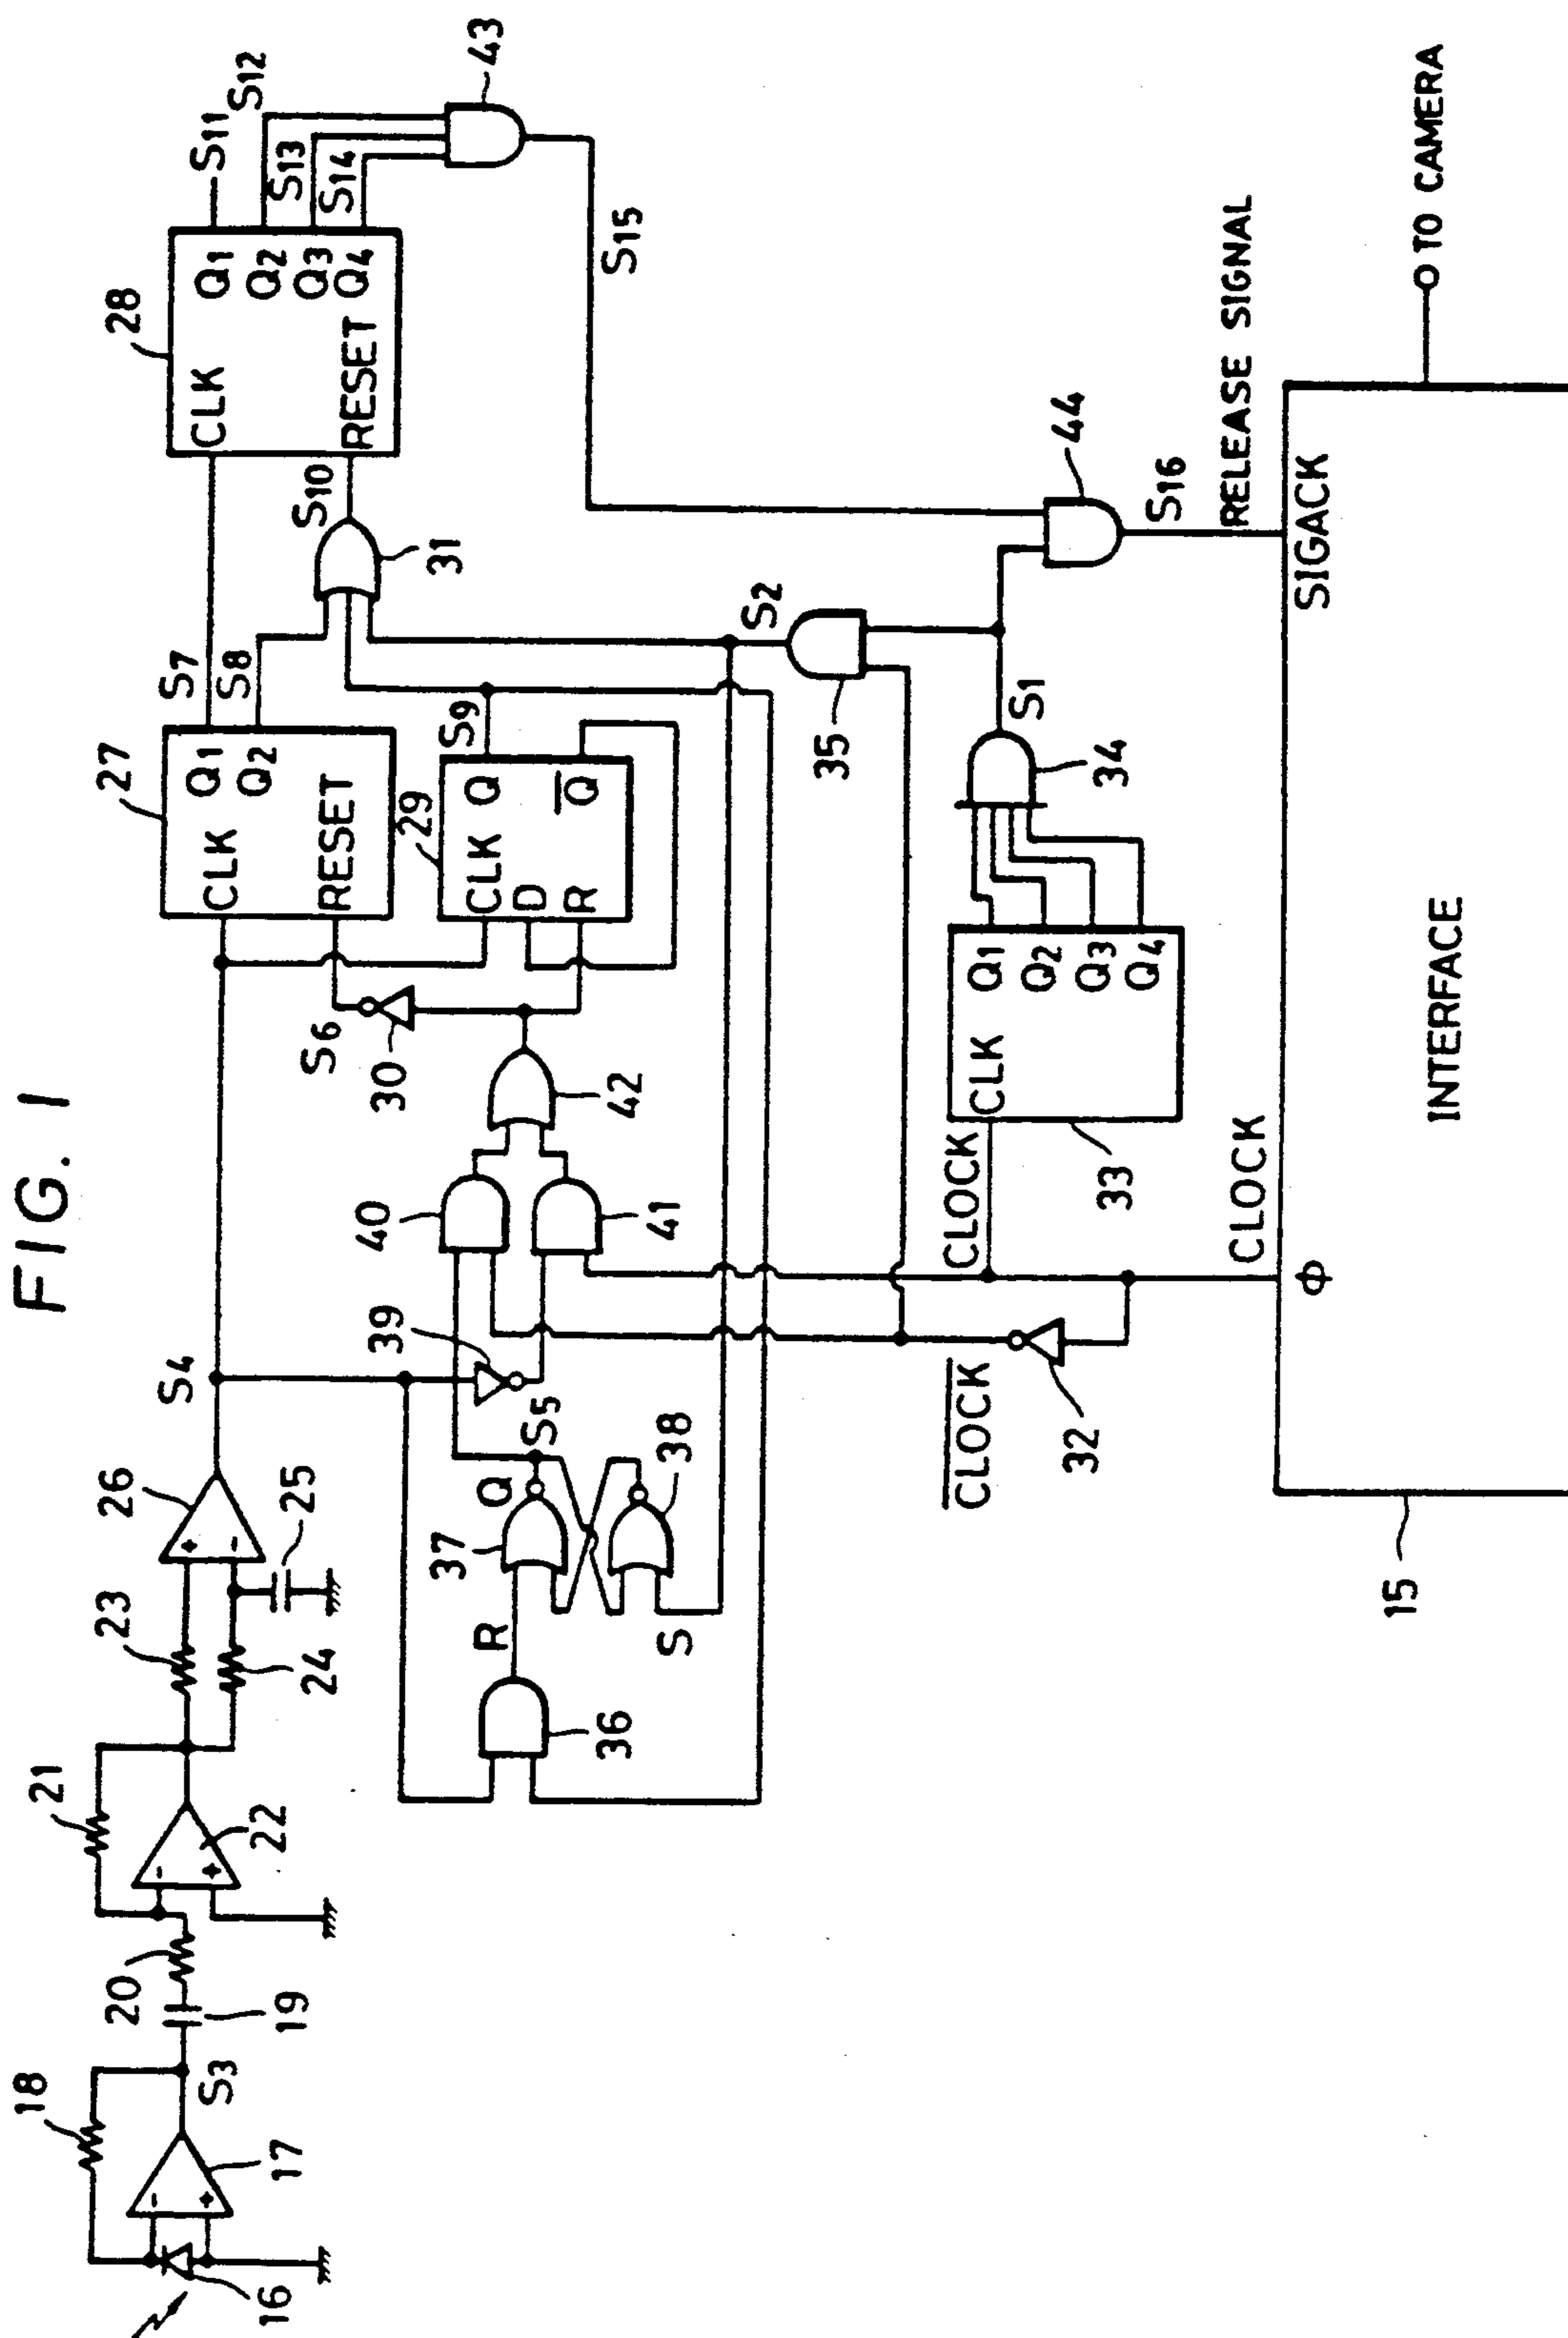 FIG. 1
18
16
17
S3
19
20
21
22
-
+
-
+
23
24
25
26
+
-
S4
27
CLK
Q1
Q2
RESET
S7
S8
S6
30
29
CLK
D
R
Q
Q̅
S9
31
S10
28
CLK
Q1
Q2
Q3
Q4
RESET
S11
S12
S13
S14
43
S15
36
R
37
Q
S5
38
S
39
40
41
42
35
S2
S1
34
33
CLK
Q1
Q2
Q3
Q4
CLOCK
C̅L̅O̅C̅K̅
32
44
S16
RELEASE SIGNAL
CLOCK
Φ
SIGACK
INTERFACE
15
TO CAMERA